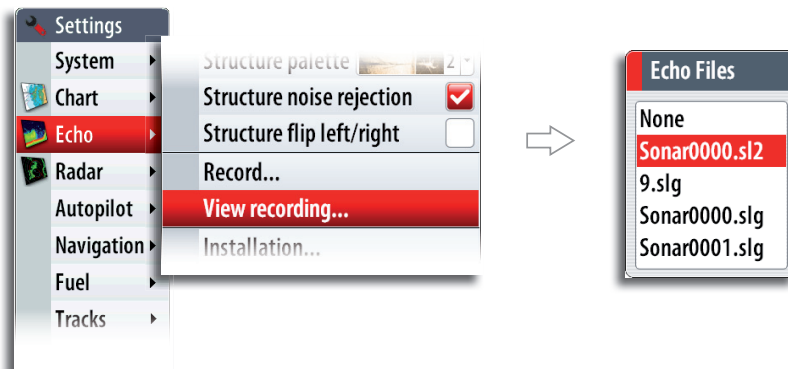 Settings
System
Chart
Echo
Radar
Autopilot
Navigation
Fuel
Tracks
Structure palette 2
Structure noise rejection
Structure flip left/right
Record...
View recording...
Installation...
Echo Files
None
Sonar0000.sl2
9.slg
Sonar0000.slg
Sonar0001.slg